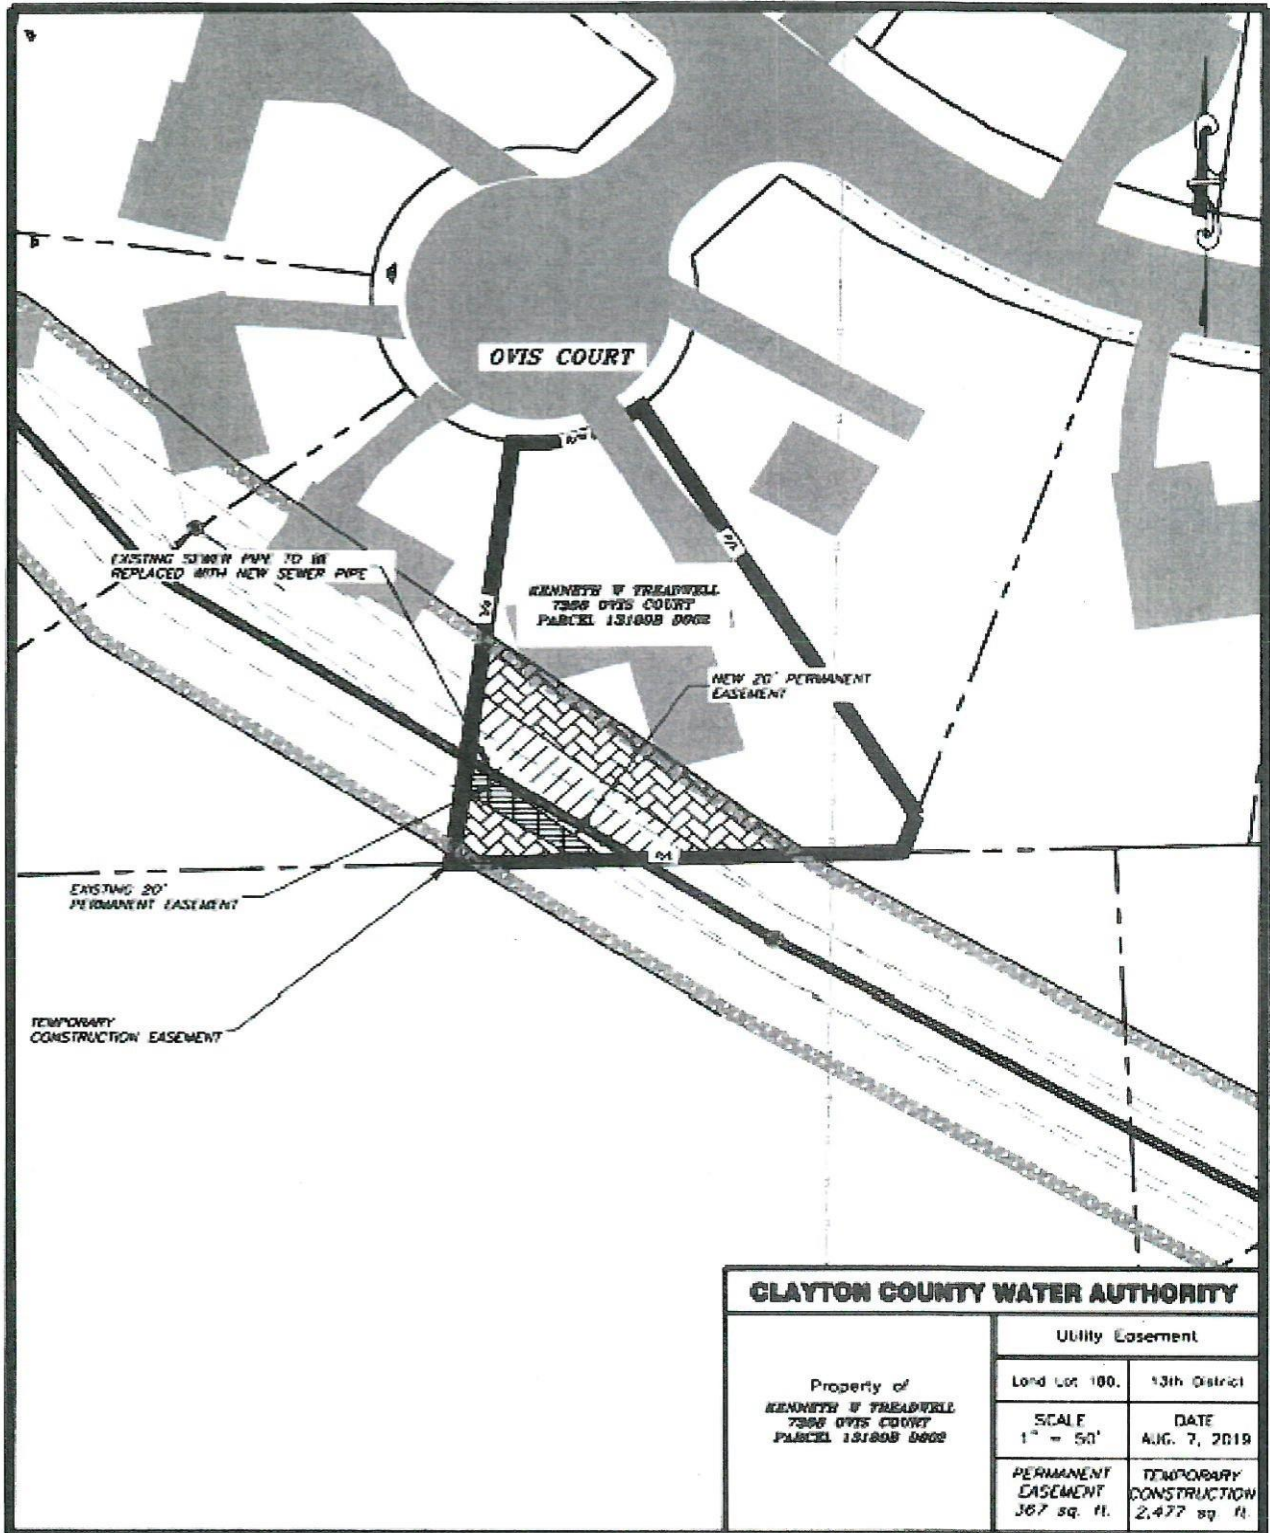 OVIS COURT
EXISTING SEWER PIPE TO BE
REPLACED WITH NEW SEWER PIPE
KENNETH W TREADWELL
OVIS COURT
PARCEL
NEW 20' PERMANENT
EASEMENT
EXISTING 20'
PERMANENT EASEMENT
TEMPORARY
CONSTRUCTION EASEMENT
CLAYTON COUNTY WATER AUTHORITY
Utility Easement
Property of
KENNETH W TREADWELL
OVIS COURT
PARCEL
Land Lot
13th District
SCALE
1" = 50'
DATE
AUG. 7, 2019
PERMANENT
EASEMENT
367 sq. ft.
TEMPORARY
CONSTRUCTION
2,477 sq. ft.